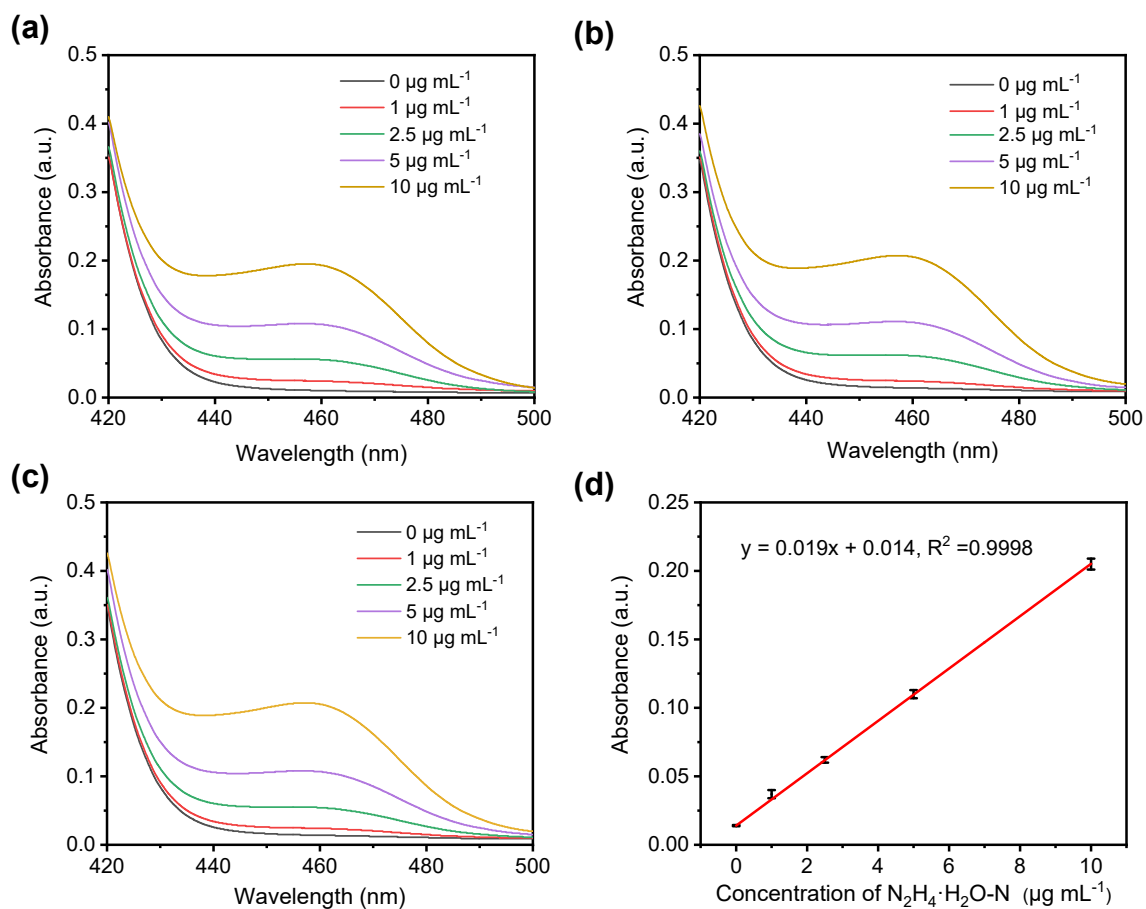 (a)
0.5
0.4
0.3
0.2
0.1
0.0
Absorbance (a.u.)
0 µg mL⁻¹
1 µg mL⁻¹
2.5 µg mL⁻¹
5 µg mL⁻¹
10 µg mL⁻¹
420 440 460 480 500
Wavelength (nm)
(b)
0.5
0.4
0.3
0.2
0.1
0.0
Absorbance (a.u.)
0 µg mL⁻¹
1 µg mL⁻¹
2.5 µg mL⁻¹
5 µg mL⁻¹
10 µg mL⁻¹
420 440 460 480 500
Wavelength (nm)
(c)
0.5
0.4
0.3
0.2
0.1
0.0
Absorbance (a.u.)
0 µg mL⁻¹
1 µg mL⁻¹
2.5 µg mL⁻¹
5 µg mL⁻¹
10 µg mL⁻¹
420 440 460 480 500
Wavelength (nm)
(d)
0.25
0.20
0.15
0.10
0.05
0.00
Absorbance (a.u.)
y = 0.019x + 0.014, R² =0.9998
0 2 4 6 8 10
Concentration of N₂H₄·H₂O-N (µg mL⁻¹)